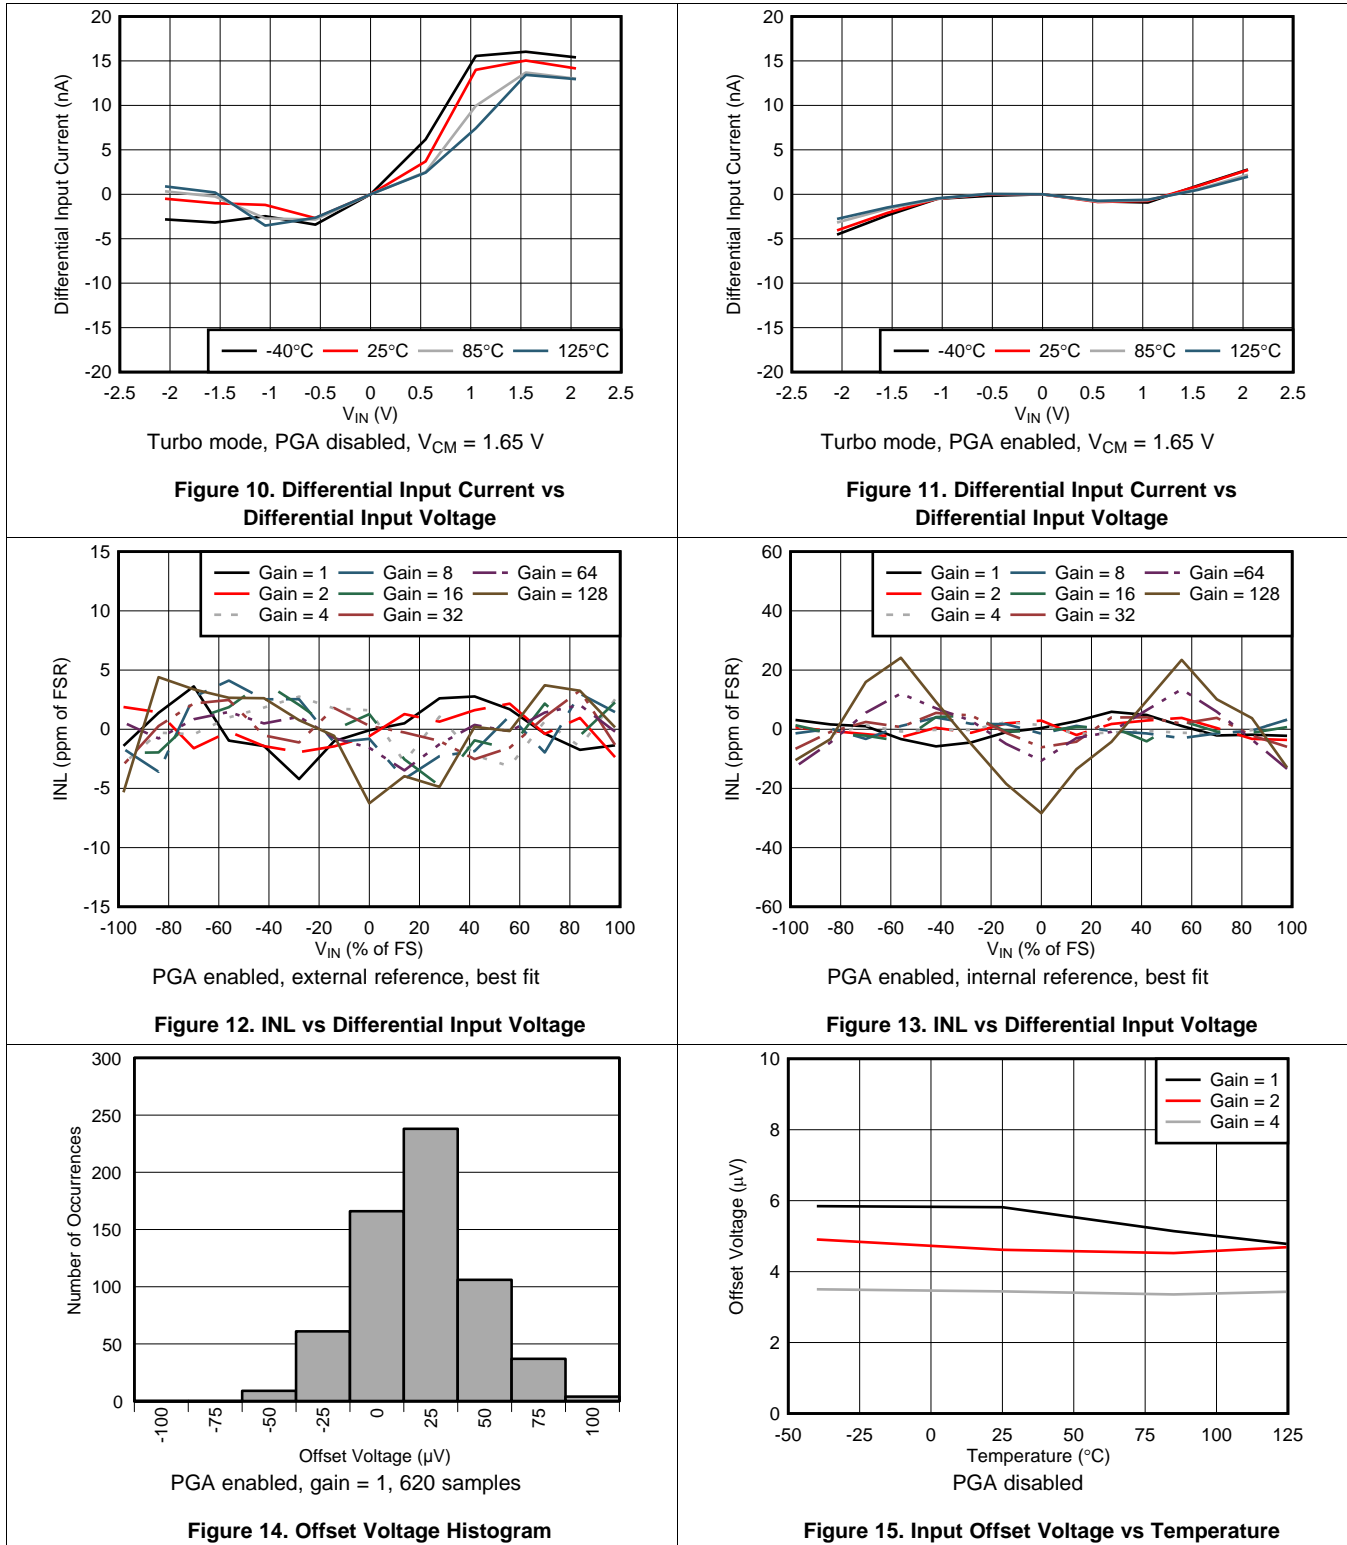 20
15
10
5
0
-5
-10
-15
-20
Differential Input Current (nA)
-40°C 25°C 85°C 125°C
-2.5 -2 -1.5 -1 -0.5 0 0.5 1 1.5 2 2.5
VIN (V)
Turbo mode, PGA disabled, VCM = 1.65 V
Figure 10. Differential Input Current vs
Differential Input Voltage
20
15
10
5
0
-5
-10
-15
-20
Differential Input Current (nA)
-40°C 25°C 85°C 125°C
-2.5 -2 -1.5 -1 -0.5 0 0.5 1 1.5 2 2.5
VIN (V)
Turbo mode, PGA enabled, VCM = 1.65 V
Figure 11. Differential Input Current vs
Differential Input Voltage
15
10
5
0
-5
-10
-15
INL (ppm of FSR)
Gain = 1 Gain = 8 Gain = 64
Gain = 2 Gain = 16 Gain = 128
Gain = 4 Gain = 32
-100 -80 -60 -40 -20 0 20 40 60 80 100
VIN (% of FS)
PGA enabled, external reference, best fit
Figure 12. INL vs Differential Input Voltage
60
40
20
0
-20
-40
-60
INL (ppm of FSR)
Gain = 1 Gain = 8 Gain =64
Gain = 2 Gain = 16 Gain = 128
Gain = 4 Gain = 32
-100 -80 -60 -40 -20 0 20 40 60 80 100
VIN (% of FS)
PGA enabled, internal reference, best fit
Figure 13. INL vs Differential Input Voltage
300
250
200
150
100
50
0
Number of Occurrences
-100 -75 -50 -25 0 25 50 75 100
Offset Voltage (μV)
PGA enabled, gain = 1, 620 samples
Figure 14. Offset Voltage Histogram
10
8
6
4
2
0
Offset Voltage (μV)
Gain = 1
Gain = 2
Gain = 4
-50 -25 0 25 50 75 100 125
Temperature (°C)
PGA disabled
Figure 15. Input Offset Voltage vs Temperature